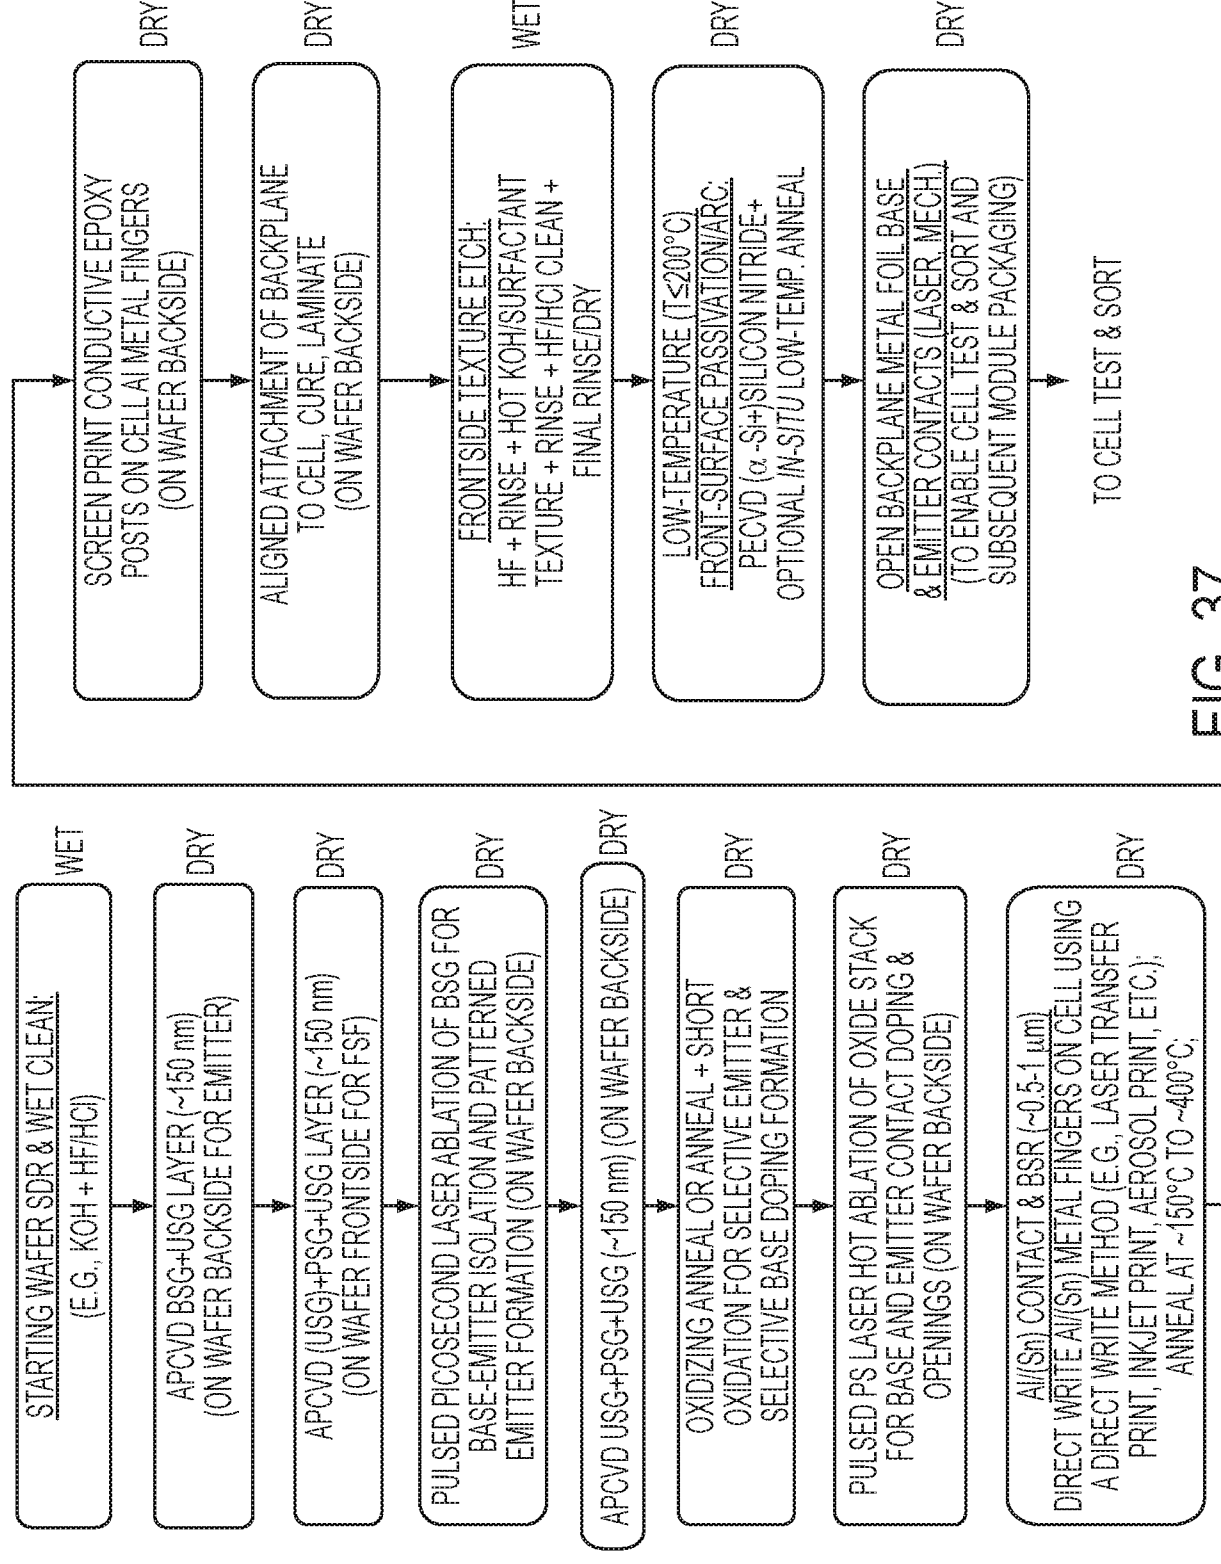 STARTING WAFER SDR & WET CLEAN:
(E.G., KOH + HF/HCl)
WET
APCVD BSG+USG LAYER (~150 nm)
(ON WAFER BACKSIDE FOR EMITTER)
DRY
APCVD (USG)+PSG+USG LAYER (~150 nm)
(ON WAFER FRONTSIDE FOR FSF)
DRY
PULSED PICOSECOND LASER ABLATION OF BSG FOR
BASE-EMITTER ISOLATION AND PATTERNED
EMITTER FORMATION (ON WAFER BACKSIDE)
DRY
APCVD USG+PSG+USG (~150 nm) (ON WAFER BACKSIDE)
DRY
OXIDIZING ANNEAL OR ANNEAL + SHORT
OXIDATION FOR SELECTIVE EMITTER &
SELECTIVE BASE DOPING FORMATION
DRY
PULSED PS LASER HOT ABLATION OF OXIDE STACK
FOR BASE AND EMITTER CONTACT DOPING &
OPENINGS (ON WAFER BACKSIDE)
DRY
Al/(Sn) CONTACT & BSR (~0.5-1 μm)
DIRECT WRITE Al/(Sn) METAL FINGERS ON CELL USING
A DIRECT WRITE METHOD (E.G., LASER TRANSFER
PRINT, INKJET PRINT, AEROSOL PRINT, ETC.);
ANNEAL AT ~150°C TO ~400°C;
DRY
SCREEN PRINT CONDUCTIVE EPOXY
POSTS ON CELL Al METAL FINGERS
(ON WAFER BACKSIDE)
DRY
ALIGNED ATTACHMENT OF BACKPLANE
TO CELL, CURE, LAMINATE
(ON WAFER BACKSIDE)
DRY
FRONTSIDE TEXTURE ETCH:
HF + RINSE + HOT KOH/SURFACTANT
TEXTURE + RINSE + HF/HCl CLEAN +
FINAL RINSE/DRY
WET
LOW-TEMPERATURE (T≤200°C)
FRONT-SURFACE PASSIVATION/ARC:
PECVD (α-Si+)SILICON NITRIDE+
OPTIONAL IN-SITU LOW-TEMP. ANNEAL
DRY
OPEN BACKPLANE METAL FOIL BASE
& EMITTER CONTACTS (LASER. MECH.)
(TO ENABLE CELL TEST & SORT AND
SUBSEQUENT MODULE PACKAGING)
DRY
TO CELL TEST & SORT
FIG. 37